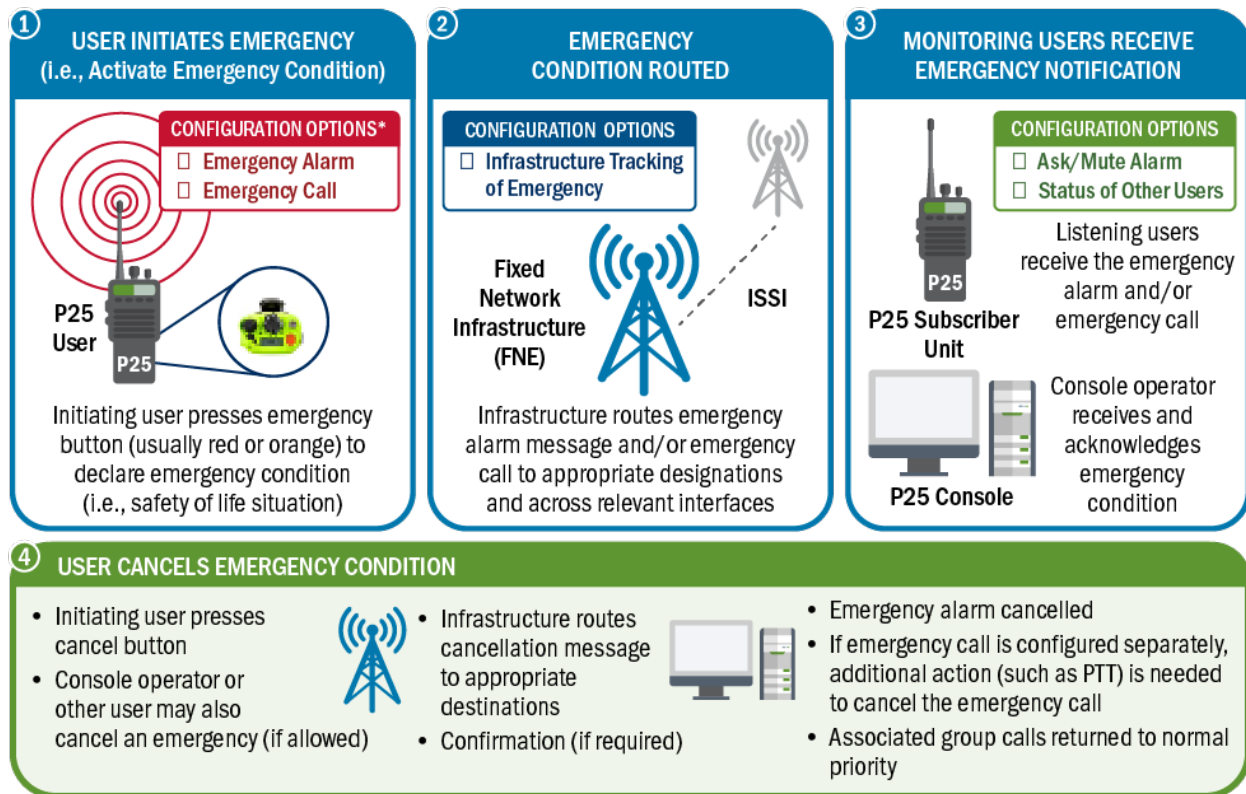 1
USER INITIATES EMERGENCY
(i.e., Activate Emergency Condition)
CONFIGURATION OPTIONS*
☐ Emergency Alarm
☐ Emergency Call
P25
User
P25
Initiating user presses emergency
button (usually red or orange) to
declare emergency condition
(i.e., safety of life situation)
2
EMERGENCY
CONDITION ROUTED
CONFIGURATION OPTIONS
☐ Infrastructure Tracking
of Emergency
Fixed
Network
Infrastructure
(FNE)
ISSI
Infrastructure routes emergency
alarm message and/or emergency
call to appropriate designations
and across relevant interfaces
3
MONITORING USERS RECEIVE
EMERGENCY NOTIFICATION
CONFIGURATION OPTIONS
☐ Ask/Mute Alarm
☐ Status of Other Users
P25
P25 Subscriber
Unit
Listening users
receive the emergency
alarm and/or
emergency call
P25 Console
Console operator
receives and
acknowledges
emergency
condition
4
USER CANCELS EMERGENCY CONDITION
• Initiating user presses
cancel button
• Console operator or
other user may also
cancel an emergency (if allowed)
• Infrastructure routes
cancellation message
to appropriate
destinations
• Confirmation (if required)
• Emergency alarm cancelled
• If emergency call is configured separately,
additional action (such as PTT) is needed
to cancel the emergency call
• Associated group calls returned to normal
priority